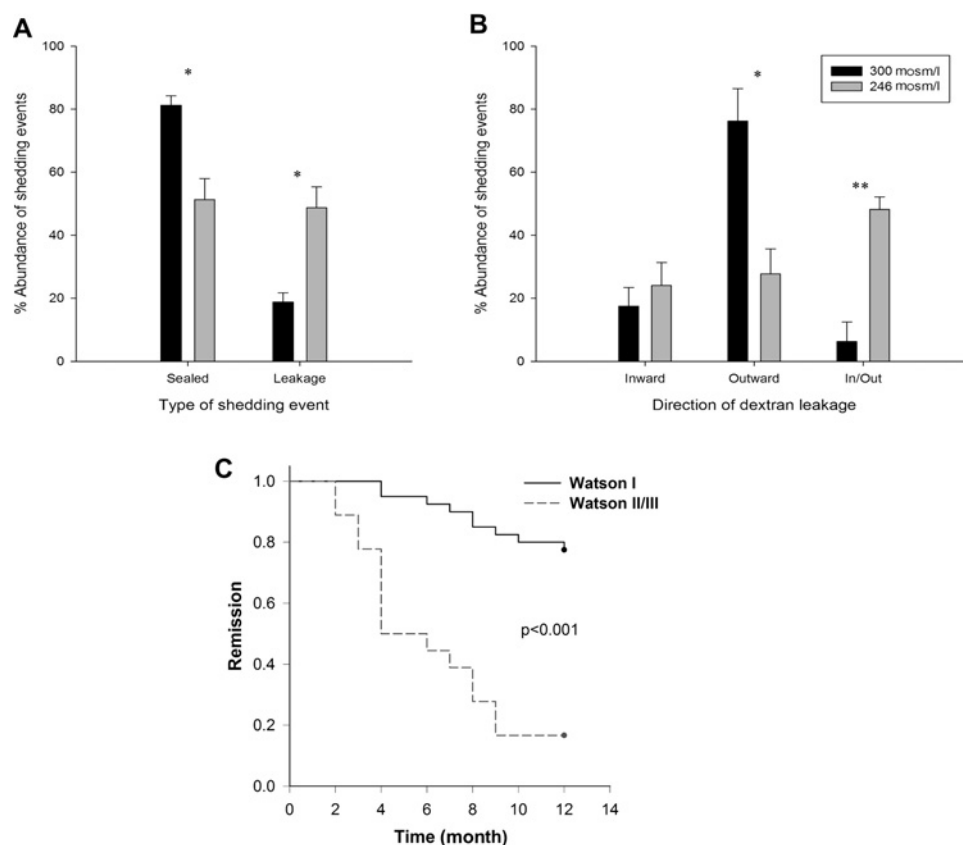 A
100
80
60
40
20
0
% Abundance of shedding events
*
*
Sealed Leakage
Type of shedding event
B
100
80
60
40
20
0
% Abundance of shedding events
300 mosm/l
246 mosm/l
*
**
Inward Outward In/Out
Direction of dextran leakage
C
1.0
0.8
0.6
0.4
0.2
0.0
Remission
Watson I
Watson II/III
p<0.001
0 2 4 6 8 10 12 14
Time (month)